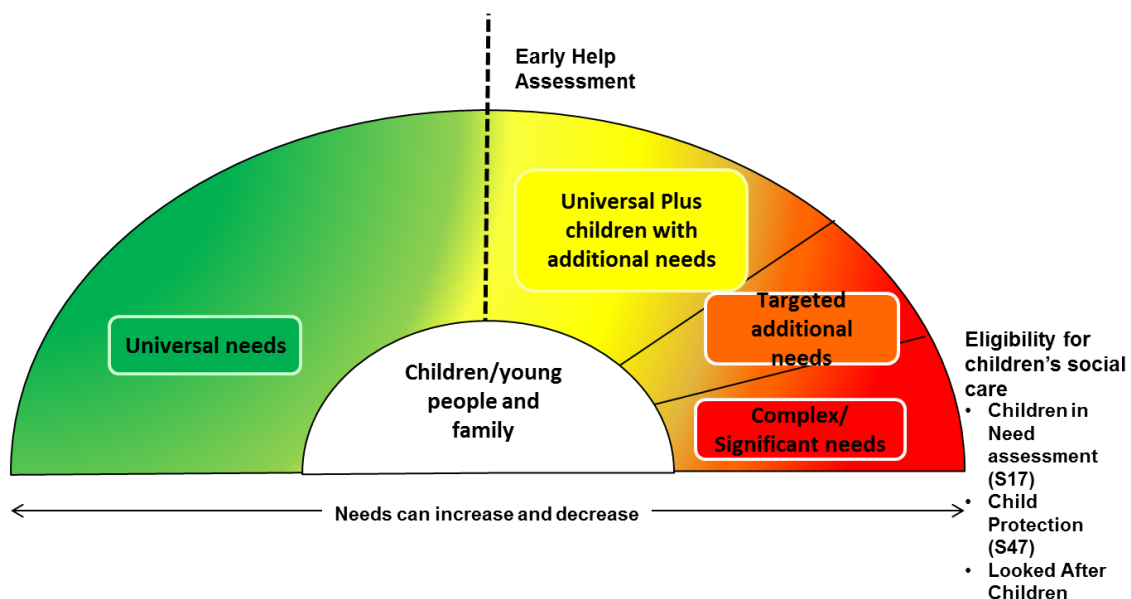 Early Help
Assessment
Universal Plus
children with
additional needs
Universal needs
Targeted
additional
needs
Children/young
people and
family
Complex/
Significant needs
Eligibility for
children’s social
care
• Children in
Need
assessment
(S17)
• Child
Protection
(S47)
• Looked After
Children
Needs can increase and decrease